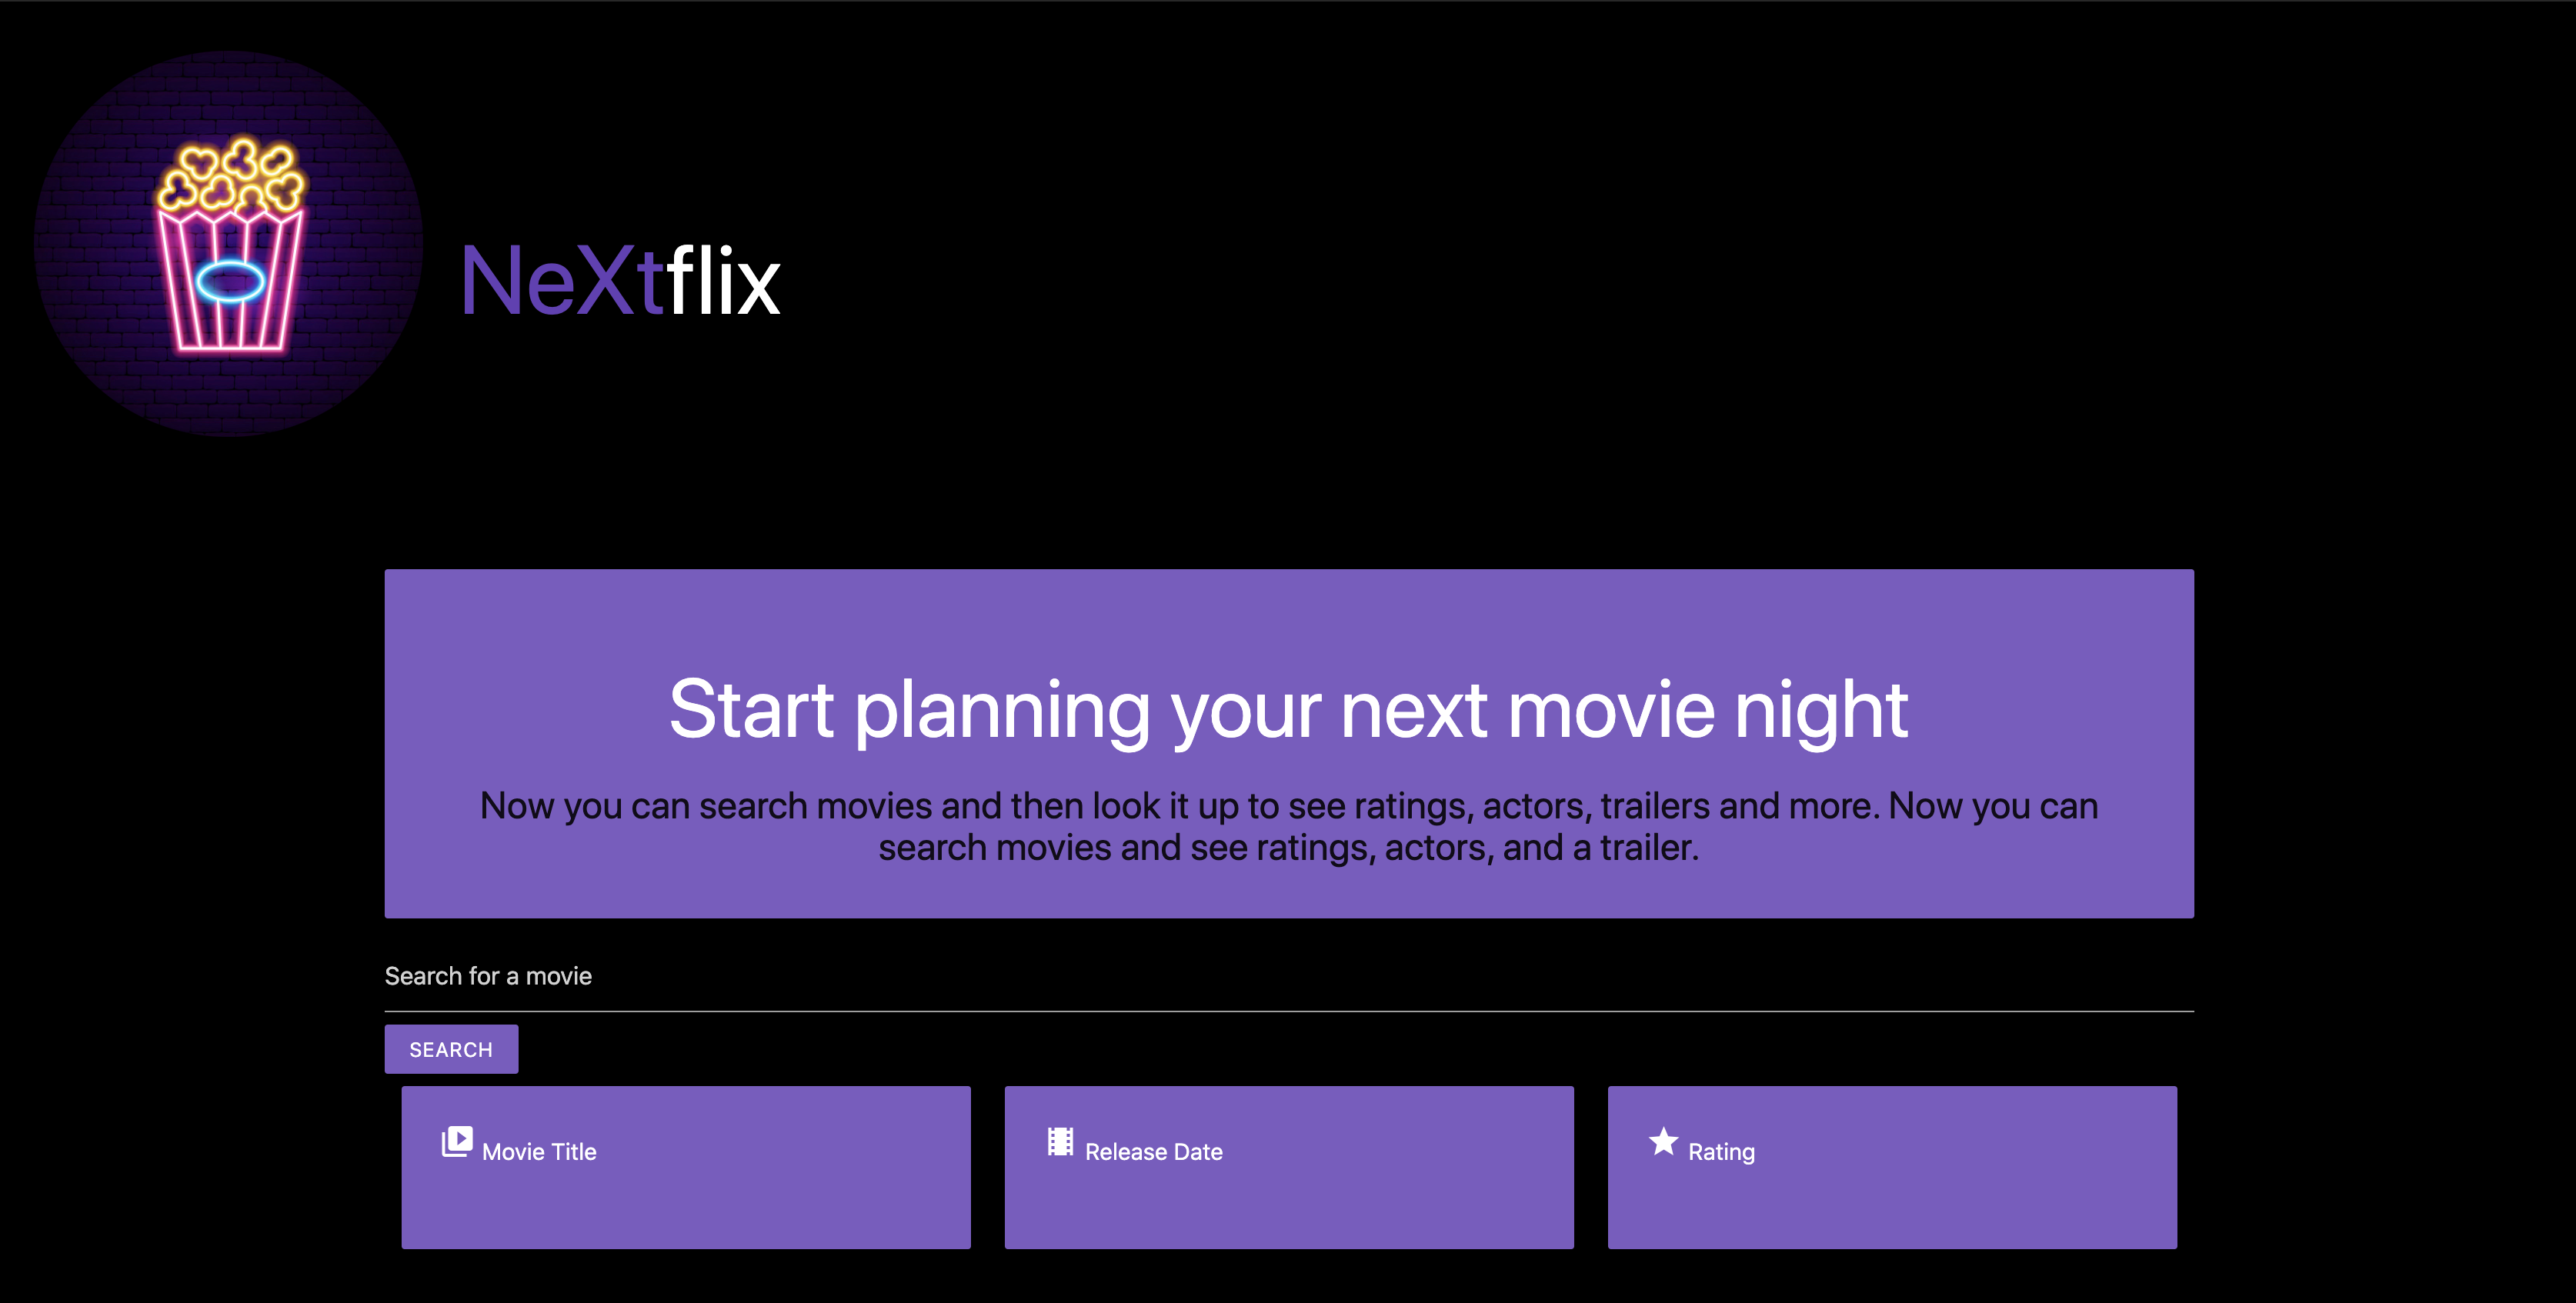 NeXtflix
Start planning your next movie night
Now you can search movies and then look it up to see ratings, actors, trailers and more. Now you can
search movies and see ratings, actors, and a trailer.
Search for a movie
SEARCH
Movie Title
Release Date
Rating